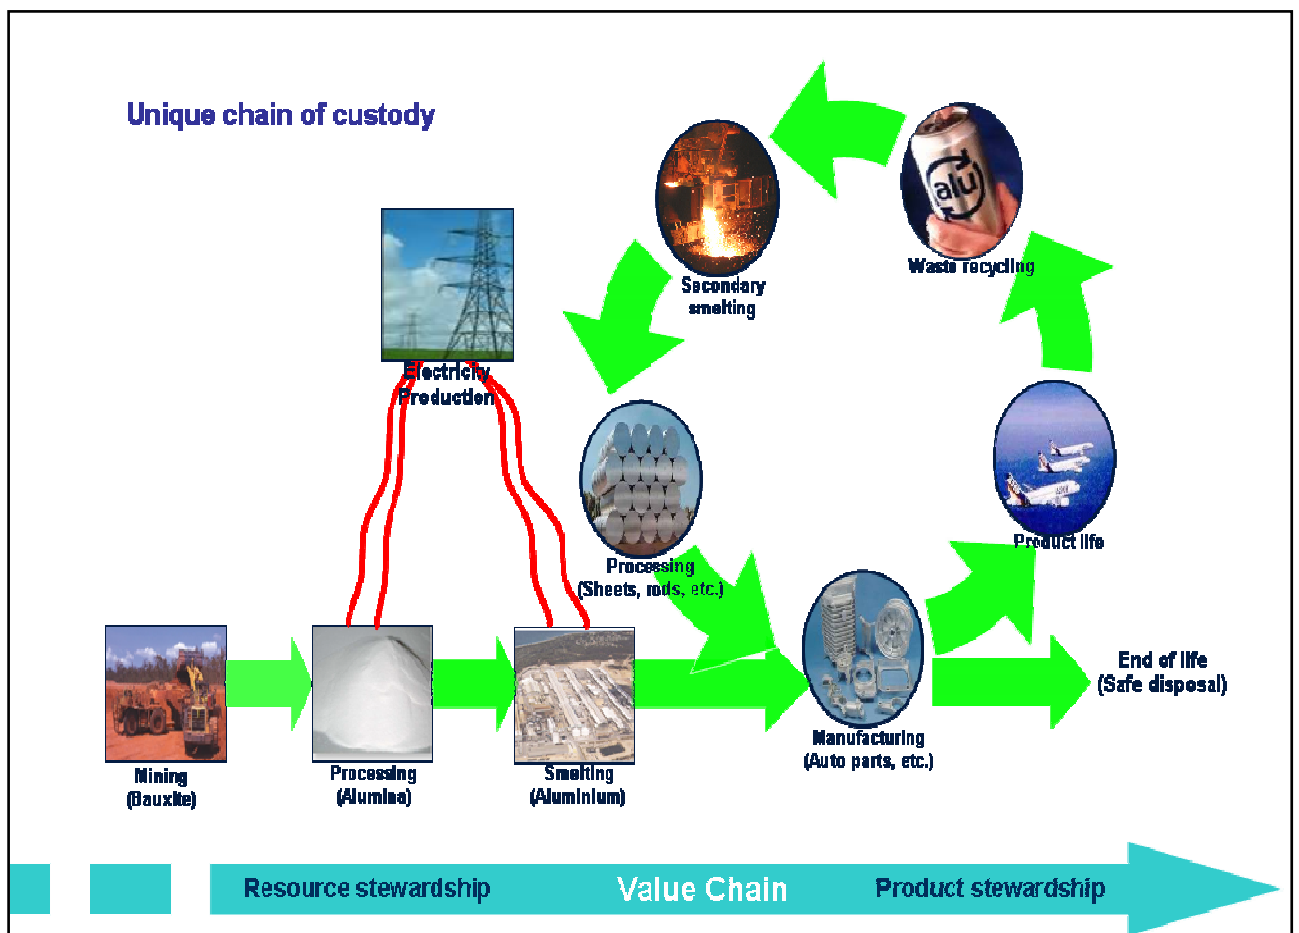 Unique chain of custody
alu
Waste recycling
Secondary
smelting
Electricity
Production
Product life
Processing
(Sheets, rods, etc.)
End of life
(Safe disposal)
Manufacturing
(Auto parts, etc.)
Mining
(Bauxite)
Processing
(Alumina)
Smelting
(Aluminium)
Resource stewardship
Value Chain
Product stewardship